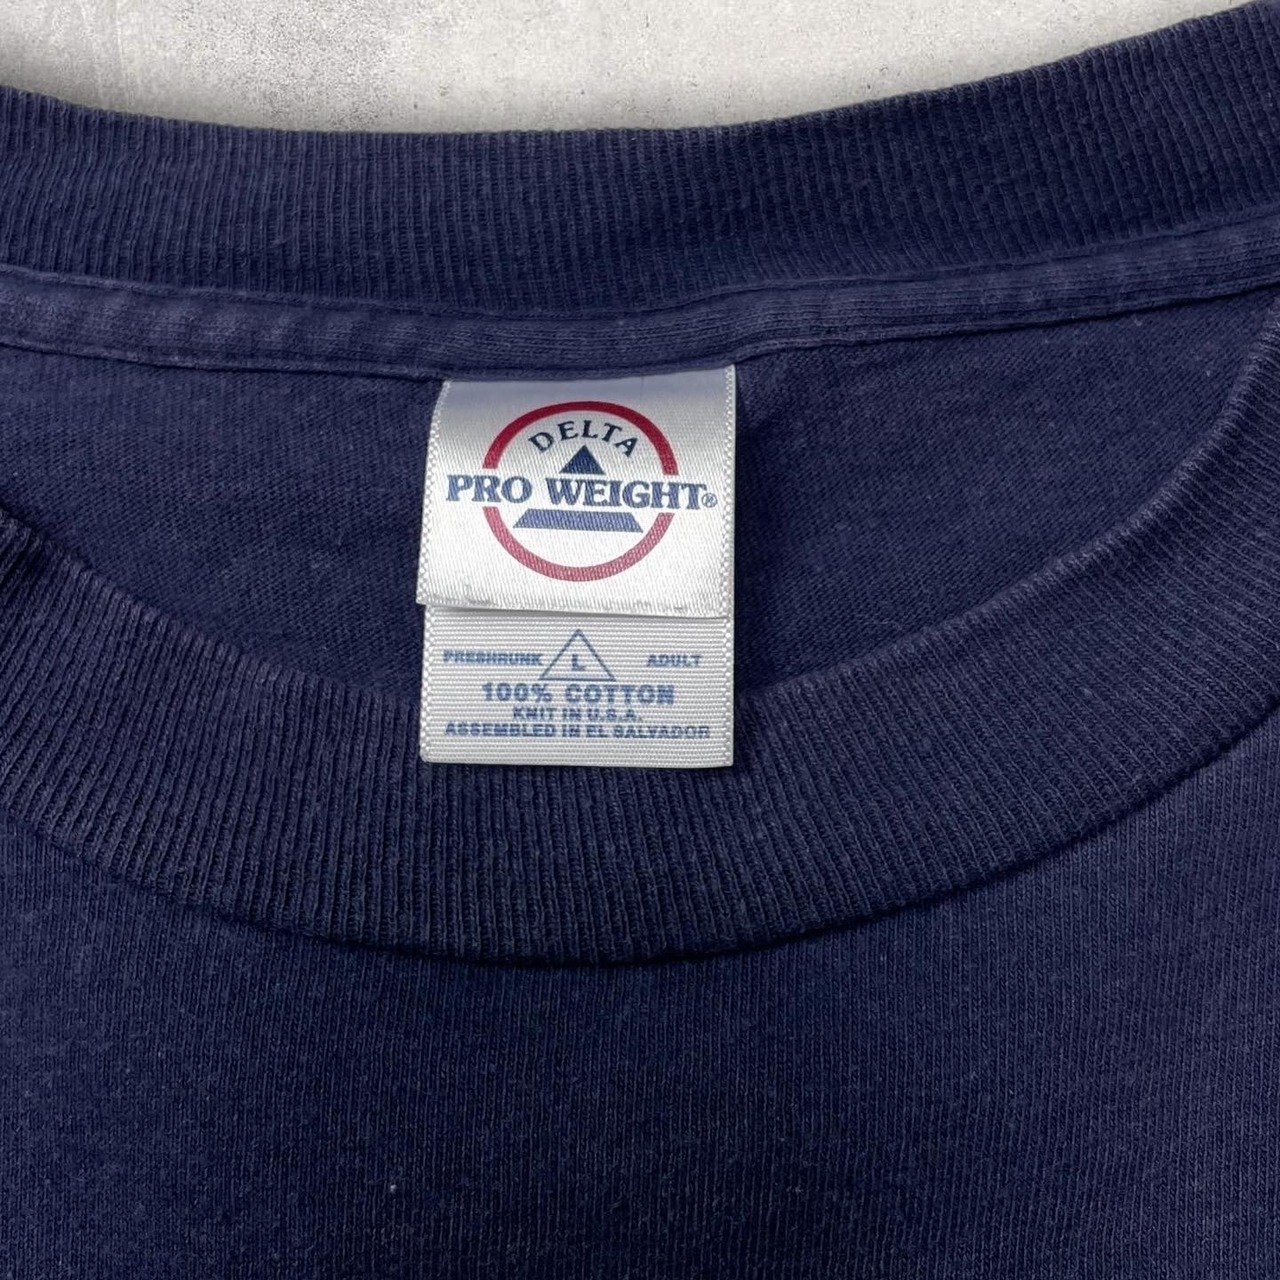 DELTA
PRO WEIGHT®
PRESHRUNK L ADULT
100% COTTON
KNIT IN U.S.A.
ASSEMBLED IN EL SALVADOR